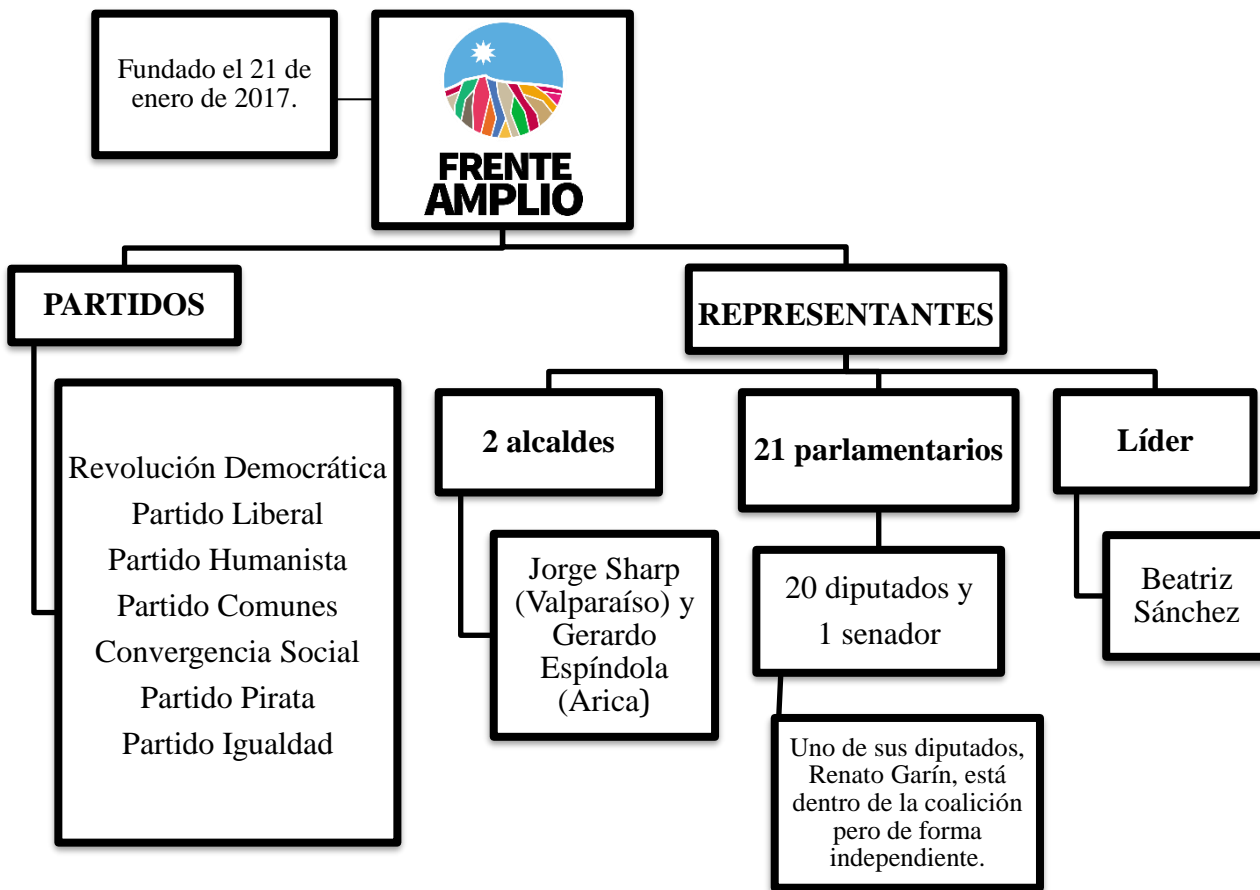 Fundado el 21 de
enero de 2017.
FRENTE
AMPLIO
PARTIDOS
Revolución Democrática
Partido Liberal
Partido Humanista
Partido Comunes
Convergencia Social
Partido Pirata
Partido Igualdad
REPRESENTANTES
2 alcaldes
Jorge Sharp
(Valparaíso) y
Gerardo
Espíndola
(Arica)
21 parlamentarios
20 diputados y
1 senador
Uno de sus diputados,
Renato Garín, está
dentro de la coalición
pero de forma
independiente.
Líder
Beatriz
Sánchez